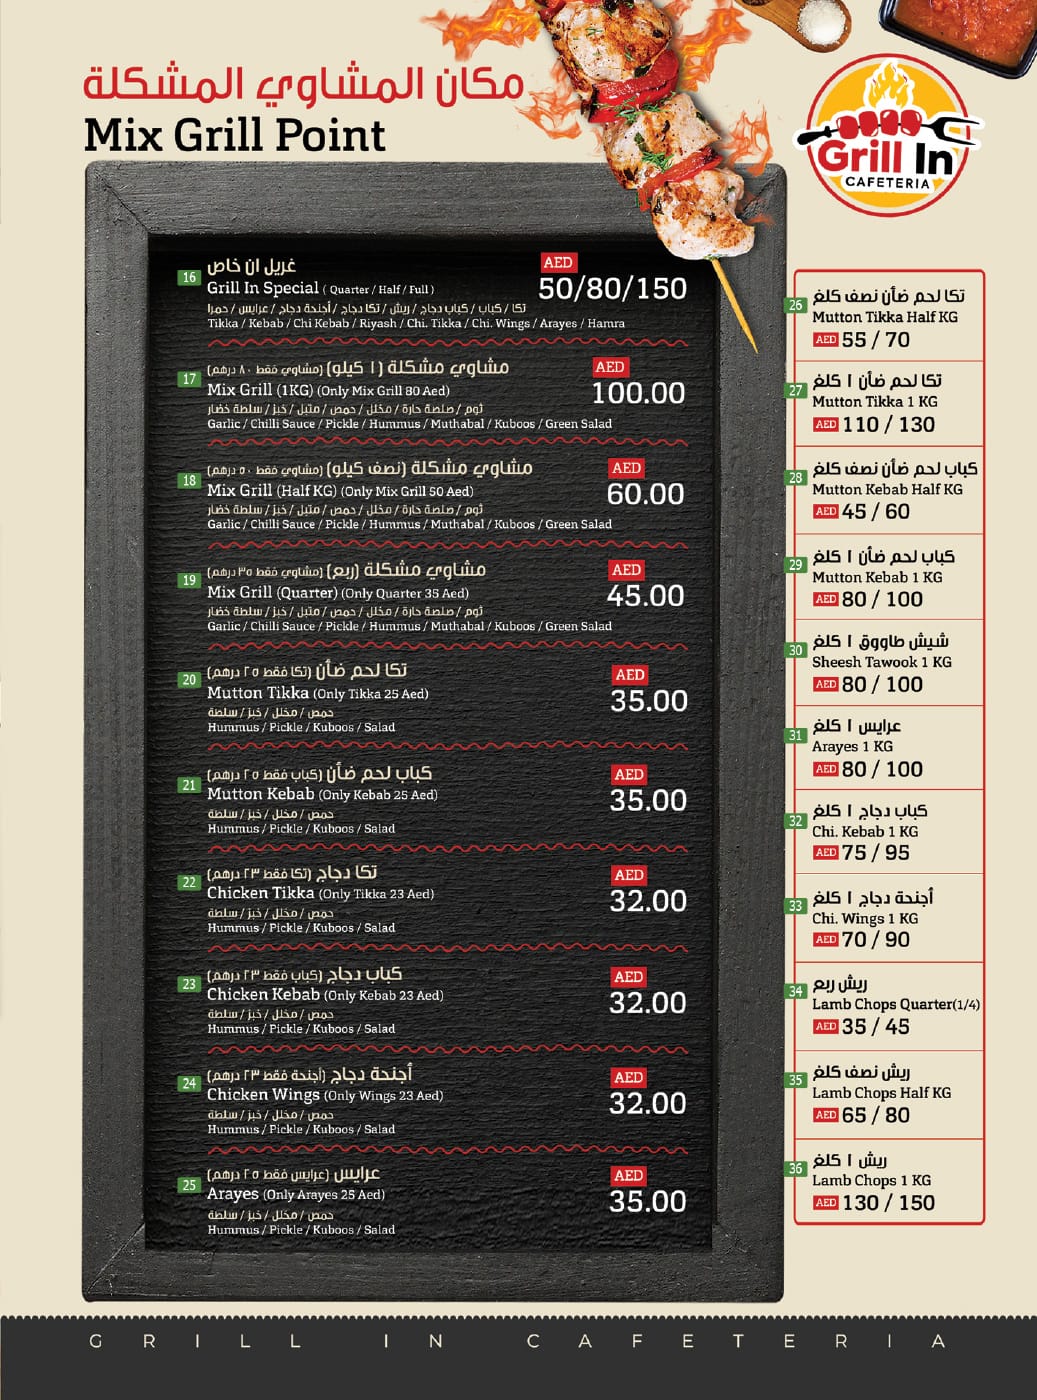 مكان المشاوي المشكلة
Mix Grill Point
Grill In
CAFETERIA
16
غريل ان خاص
Grill In Special ( Quarter / Half / Full )
AED
50/80/150
تكا / كباب / كباب دجاج / ريش / تكا دجاج / أجنحة دجاج / عرايس / حمرا
Tikka / Kebab / Chi Kebab / Riyash / Chi. Tikka / Chi. Wings / Arayes / Hamra
17
مشاوي مشكلة (١ كيلو) (مشاوي فقط ٨٠ درهم)
Mix Grill (1KG) (Only Mix Grill 80 Aed)
AED
100.00
ثوم / صلصة حارة / مخلل / حمص / متبل / خبز / سلطة خضار
Garlic / Chilli Sauce / Pickle / Hummus / Muthabal / Kuboos / Green Salad
18
مشاوي مشكلة (نصف كيلو) (مشاوي فقط ٥٠ درهم)
Mix Grill (Half KG) (Only Mix Grill 50 Aed)
AED
60.00
ثوم / صلصة حارة / مخلل / حمص / متبل / خبز / سلطة خضار
Garlic / Chilli Sauce / Pickle / Hummus / Muthabal / Kuboos / Green Salad
19
مشاوي مشكلة (ربع) (مشاوي فقط ٣٥ درهم)
Mix Grill (Quarter) (Only Quarter 35 Aed)
AED
45.00
ثوم / صلصة حارة / مخلل / حمص / متبل / خبز / سلطة خضار
Garlic / Chilli Sauce / Pickle / Hummus / Muthabal / Kuboos / Green Salad
20
تكا لحم ضأن (تكا فقط ٢٥ درهم)
Mutton Tikka (Only Tikka 25 Aed)
AED
35.00
حمص / مخلل / خبز / سلطة
Hummus / Pickle / Kuboos / Salad
21
كباب لحم ضأن (كباب فقط ٢٥ درهم)
Mutton Kebab (Only Kebab 25 Aed)
AED
35.00
حمص / مخلل / خبز / سلطة
Hummus / Pickle / Kuboos / Salad
22
تكا دجاج (تكا فقط ٢٣ درهم)
Chicken Tikka (Only Tikka 23 Aed)
AED
32.00
حمص / مخلل / خبز / سلطة
Hummus / Pickle / Kuboos / Salad
23
كباب دجاج (كباب فقط ٢٣ درهم)
Chicken Kebab (Only Kebab 23 Aed)
AED
32.00
حمص / مخلل / خبز / سلطة
Hummus / Pickle / Kuboos / Salad
24
أجنحة دجاج (أجنحة فقط ٢٣ درهم)
Chicken Wings (Only Wings 23 Aed)
AED
32.00
حمص / مخلل / خبز / سلطة
Hummus / Pickle / Kuboos / Salad
25
عرايس (عرايس فقط ٢٥ درهم)
Arayes (Only Arayes 25 Aed)
AED
35.00
حمص / مخلل / خبز / سلطة
Hummus / Pickle / Kuboos / Salad
26
تكا لحم ضأن نصف كلغ
Mutton Tikka Half KG
AED 55 / 70
27
تكا لحم ضأن ١ كلغ
Mutton Tikka 1 KG
AED 110 / 130
28
كباب لحم ضأن نصف كلغ
Mutton Kebab Half KG
AED 45 / 60
29
كباب لحم ضأن ١ كلغ
Mutton Kebab 1 KG
AED 80 / 100
30
شيش طاووق ١ كلغ
Sheesh Tawook 1 KG
AED 80 / 100
31
عرايس ١ كلغ
Arayes 1 KG
AED 80 / 100
32
كباب دجاج ١ كلغ
Chi. Kebab 1 KG
AED 75 / 95
33
أجنحة دجاج ١ كلغ
Chi. Wings 1 KG
AED 70 / 90
34
ريش ربع
Lamb Chops Quarter(1/4)
AED 35 / 45
35
ريش نصف كلغ
Lamb Chops Half KG
AED 65 / 80
36
ريش ١ كلغ
Lamb Chops 1 KG
AED 130 / 150
GRILL IN CAFETERIA